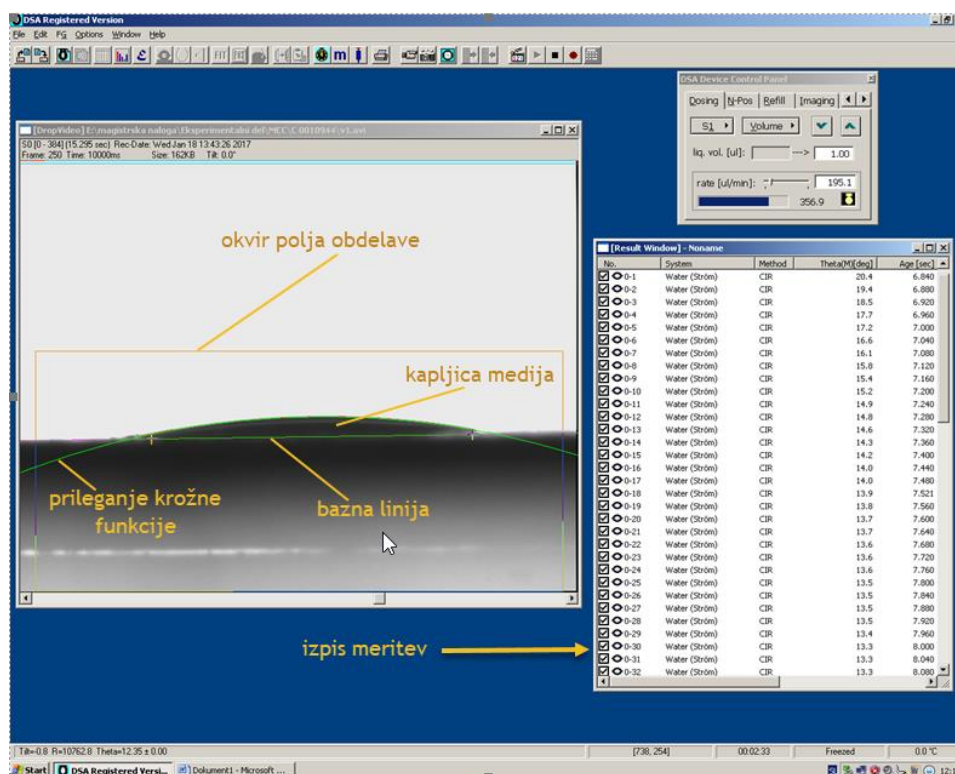 DSA Registered Version
File Edit FG Options Window Help
DSA Device Control Panel
Dosing N-Pos Refill Imaging
S1 Volume
liq. vol. [ul]: --> 1.00
rate [ul/min]: 195.1
356.9
[DropVideo] E:\magistrska naloga\Eksperimentalni del\MCC\C 0010944\v1.avi
S0 [0 - 384] (15.295 sec) Rec-Date: Wed Jan 18 13:43:26 2017
Frame: 250 Time: 10000ms Size: 162KB Tilt: 0.0°
okvir polja obdelave
kapljica medija
prileganje krožne
funkcije
bazna linija
izpis meritev
[Result Window] - Noname
No. System Method Theta(M)[deg] Age [sec]
0-1 Water (Ström) CIR 20.4 6.840
0-2 Water (Ström) CIR 19.4 6.880
0-3 Water (Ström) CIR 18.5 6.920
0-4 Water (Ström) CIR 17.7 6.960
0-5 Water (Ström) CIR 17.2 7.000
0-6 Water (Ström) CIR 16.6 7.040
0-7 Water (Ström) CIR 16.1 7.080
0-8 Water (Ström) CIR 15.8 7.120
0-9 Water (Ström) CIR 15.4 7.160
0-10 Water (Ström) CIR 15.2 7.200
0-11 Water (Ström) CIR 14.9 7.240
0-12 Water (Ström) CIR 14.8 7.280
0-13 Water (Ström) CIR 14.6 7.320
0-14 Water (Ström) CIR 14.3 7.360
0-15 Water (Ström) CIR 14.2 7.400
0-16 Water (Ström) CIR 14.0 7.440
0-17 Water (Ström) CIR 14.0 7.480
0-18 Water (Ström) CIR 13.9 7.521
0-19 Water (Ström) CIR 13.8 7.560
0-20 Water (Ström) CIR 13.7 7.600
0-21 Water (Ström) CIR 13.7 7.640
0-22 Water (Ström) CIR 13.6 7.680
0-23 Water (Ström) CIR 13.6 7.720
0-24 Water (Ström) CIR 13.6 7.760
0-25 Water (Ström) CIR 13.5 7.800
0-26 Water (Ström) CIR 13.5 7.840
0-27 Water (Ström) CIR 13.5 7.880
0-28 Water (Ström) CIR 13.5 7.920
0-29 Water (Ström) CIR 13.4 7.960
0-30 Water (Ström) CIR 13.3 8.000
0-31 Water (Ström) CIR 13.3 8.040
0-32 Water (Ström) CIR 13.3 8.080
Tilt=-0.8 R=10762.8 Theta=12.35 ± 0.00 [738, 254] 00:02:33 Freezed 0.0 °C
Start DSA Registered Versi... Dokument1 - Microsoft ...